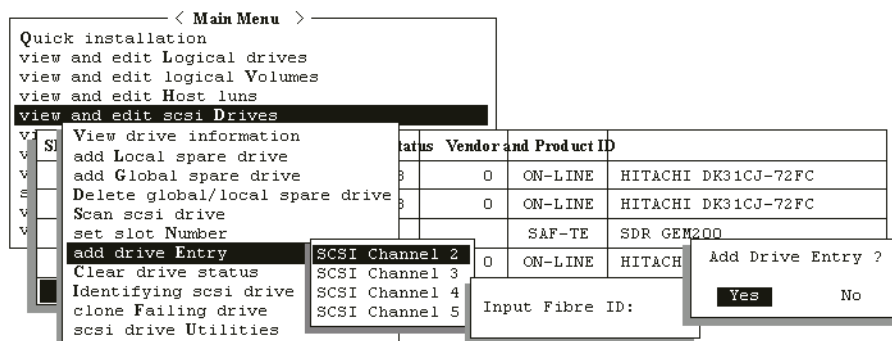 < Main Menu >
Quick installation
view and edit Logical drives
view and edit logical Volumes
view and edit Host luns
view and edit scsi Drives
View drive information
add Local spare drive
add Global spare drive
Delete global/local spare drive
Scan scsi drive
set slot Number
add drive Entry
Clear drive status
Identifying scsi drive
clone Failing drive
scsi drive Utilities
Vendor and Product ID
0 ON-LINE HITACHI DK31CJ-72FC
0 ON-LINE HITACHI DK31CJ-72FC
SAF-TE SDR GEM200
0 ON-LINE HITACH
SCSI Channel 2
SCSI Channel 3
SCSI Channel 4
SCSI Channel 5
Input Fibre ID:
Add Drive Entry ?
Yes No